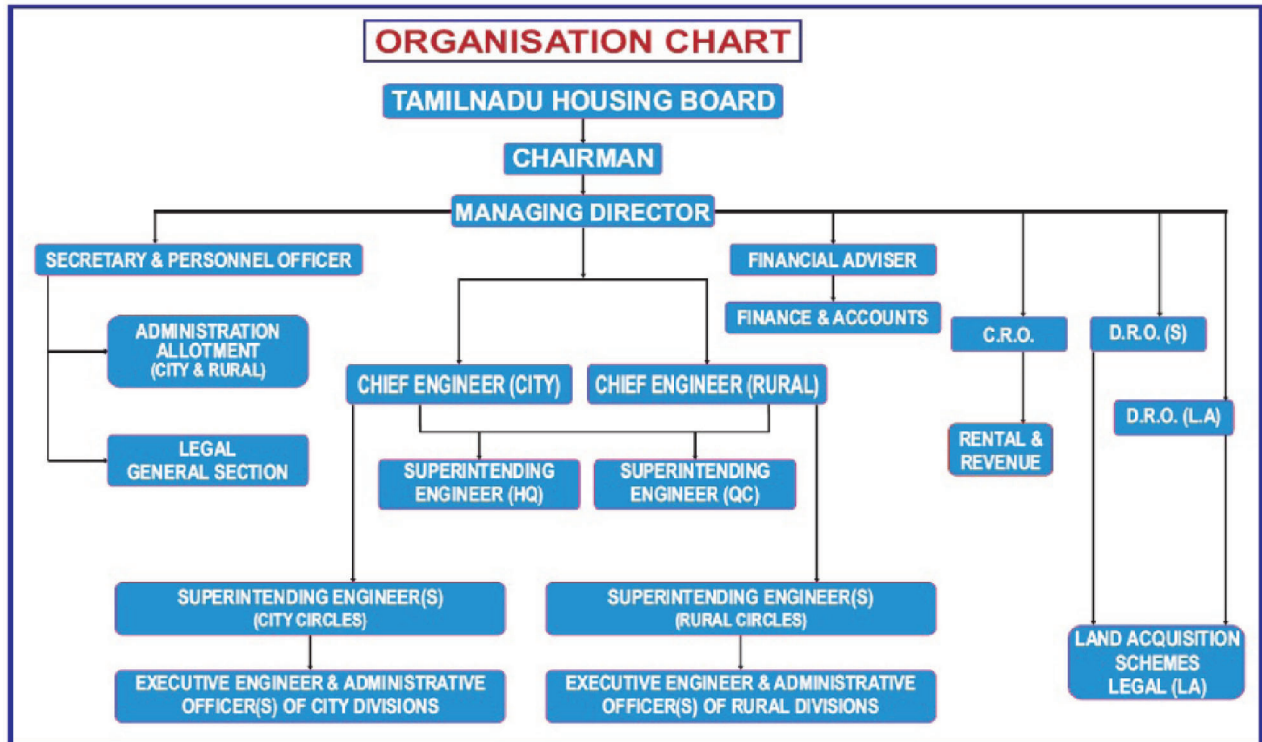 ORGANISATION CHART
TAMILNADU HOUSING BOARD
CHAIRMAN
MANAGING DIRECTOR
SECRETARY & PERSONNEL OFFICER
FINANCIAL ADVISER
ADMINISTRATION
ALLOTMENT
(CITY & RURAL)
FINANCE & ACCOUNTS
C.R.O.
D.R.O. (S)
CHIEF ENGINEER (CITY)
CHIEF ENGINEER (RURAL)
D.R.O. (L.A)
LEGAL
GENERAL SECTION
SUPERINTENDING
ENGINEER (HQ)
SUPERINTENDING
ENGINEER (QC)
RENTAL &
REVENUE
SUPERINTENDING ENGINEER(S)
(CITY CIRCLES)
SUPERINTENDING ENGINEER(S)
(RURAL CIRCLES)
LAND ACQUISITION
SCHEMES
LEGAL (LA)
EXECUTIVE ENGINEER & ADMINISTRATIVE
OFFICER(S) OF CITY DIVISIONS
EXECUTIVE ENGINEER & ADMINISTRATIVE
OFFICER(S) OF RURAL DIVISIONS